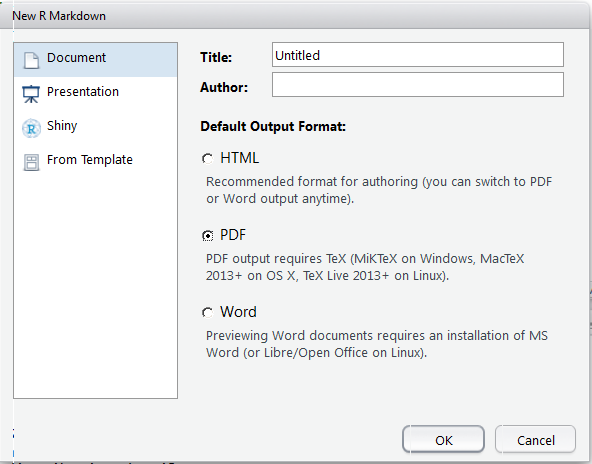 New R Markdown
Document
Presentation
Shiny
From Template
Title: Untitled
Author:
Default Output Format:
HTML
Recommended format for authoring (you can switch to PDF
or Word output anytime).
PDF
PDF output requires TeX (MiKTeX on Windows, MacTeX
2013+ on OS X, TeX Live 2013+ on Linux).
Word
Previewing Word documents requires an installation of MS
Word (or Libre/Open Office on Linux).
OK Cancel